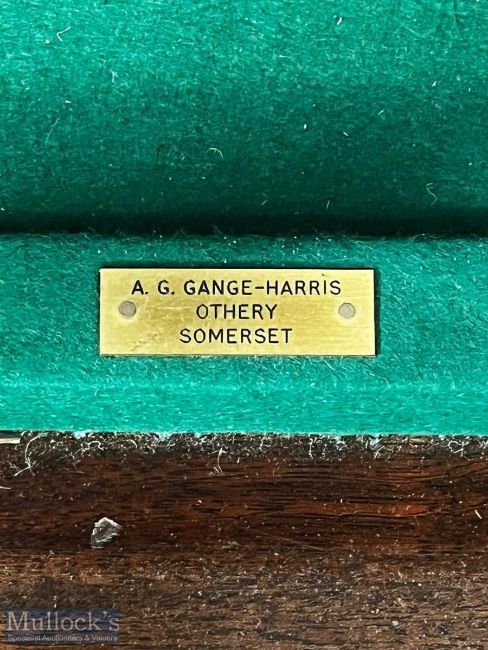 A. G. GANGE-HARRIS
OTHERY
SOMERSET
Mullock's
Specialist Auctioneers & Valuers